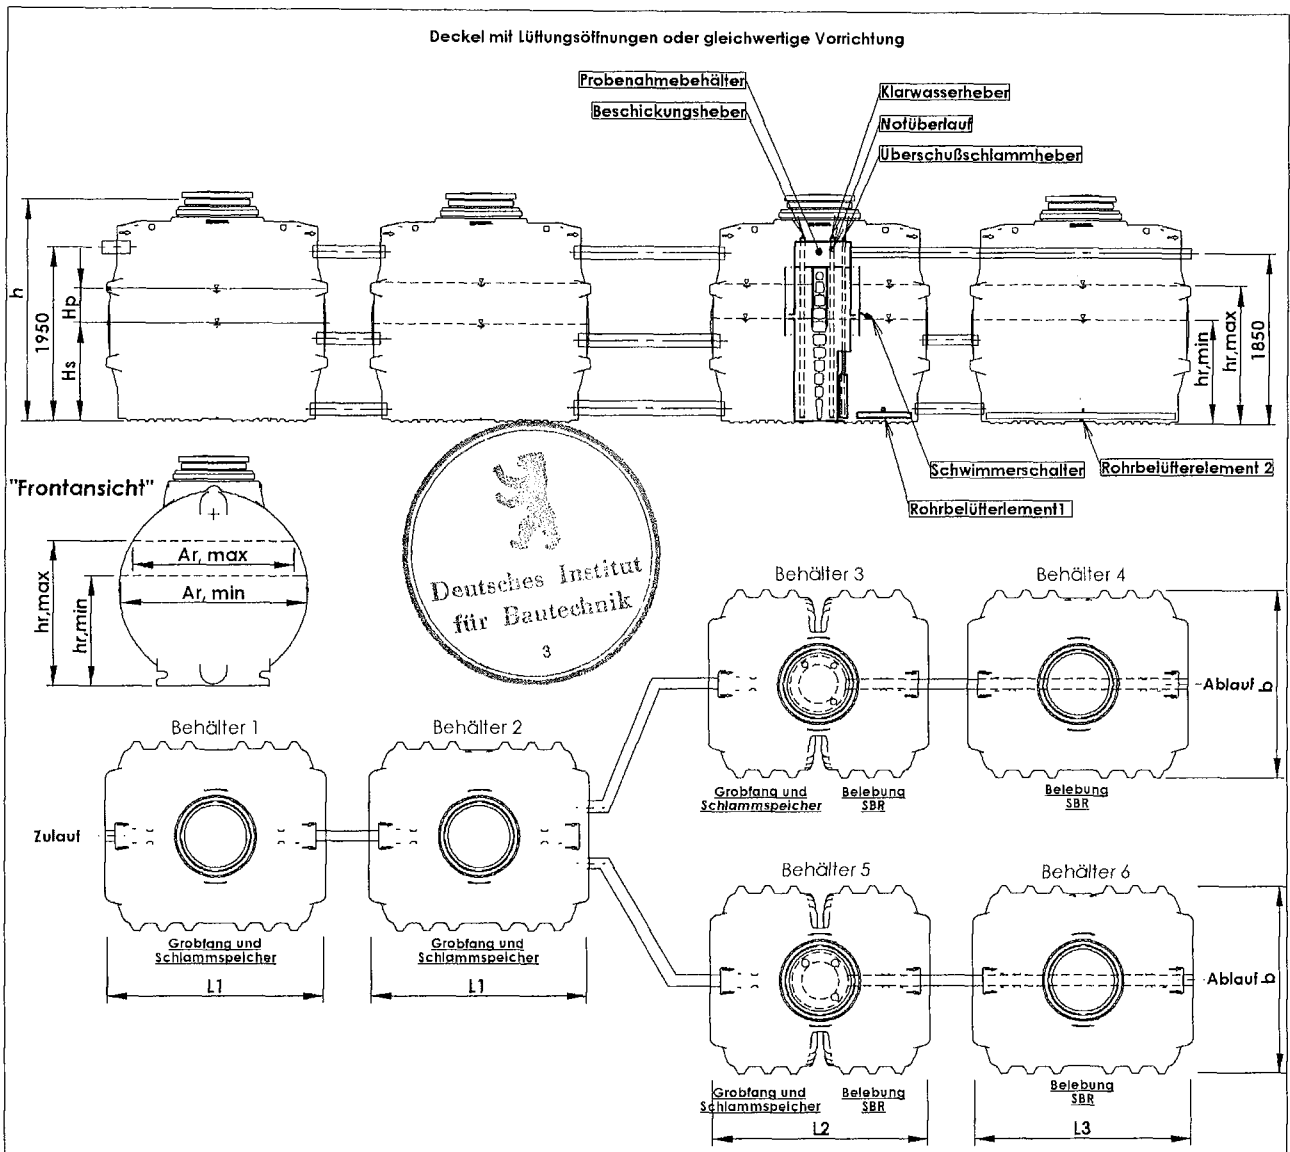 Deckel mit Lüftungsöffnungen oder gleichwertige Vorrichtung
Probenahmebehälter
Beschickungsheber
Klarwasserheber
Notüberlauf
Überschußschlammheber
h
1950
Hp
Hs
hr,min
hr,max
1850
Schwimmerschalter
Rohrbelüfterelement 2
Rohrbelüfterlement1
"Frontansicht"
Ar, max
Ar, min
hr,max
hr,min
Deutsches Institut
für Bautechnik
3
Behälter 3
Behälter 4
Ablauf
b
Grobfang und
Schlammspeicher
Belebung
SBR
Belebung
SBR
Behälter 1
Behälter 2
Zulauf
Grobfang und
Schlammspeicher
Grobfang und
Schlammspeicher
L1
L1
Behälter 5
Behälter 6
Ablauf
b
Grobfang und
Schlammspeicher
Belebung
SBR
Belebung
SBR
L2
L3